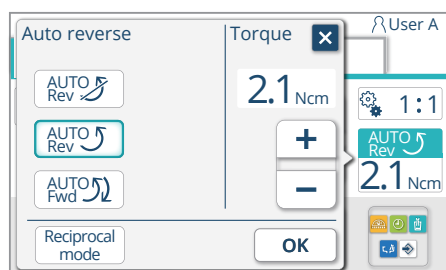 Auto reverse
Torque
User A
AUTO
Rev
2.1 Ncm
1:1
AUTO
Rev
+
AUTO
Rev
2.1 Ncm
AUTO
Fwd
−
Reciprocal
mode
OK